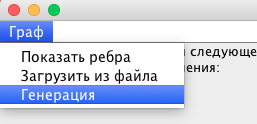 Граф
Показать ребра
следующе
Загрузить из файла
ения:
Генерация